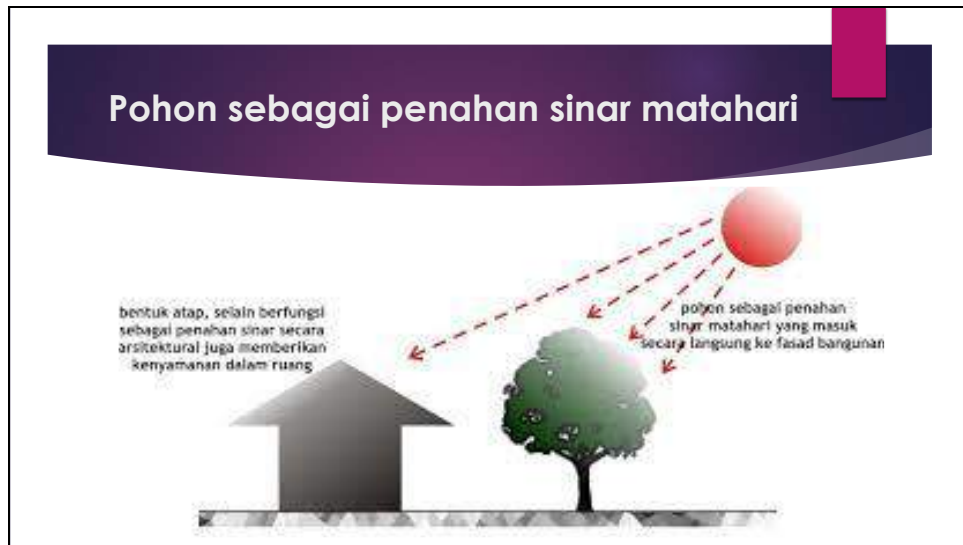 Pohon sebagai penahan sinar matahari
bentuk atap, selain berfungsi
sebagai penahan sinar secara
arsitektural juga memberikan
kenyamanan dalam ruang
pohon sebagai penahan
sinar matahari yang masuk
secara langsung ke fasad bangunan